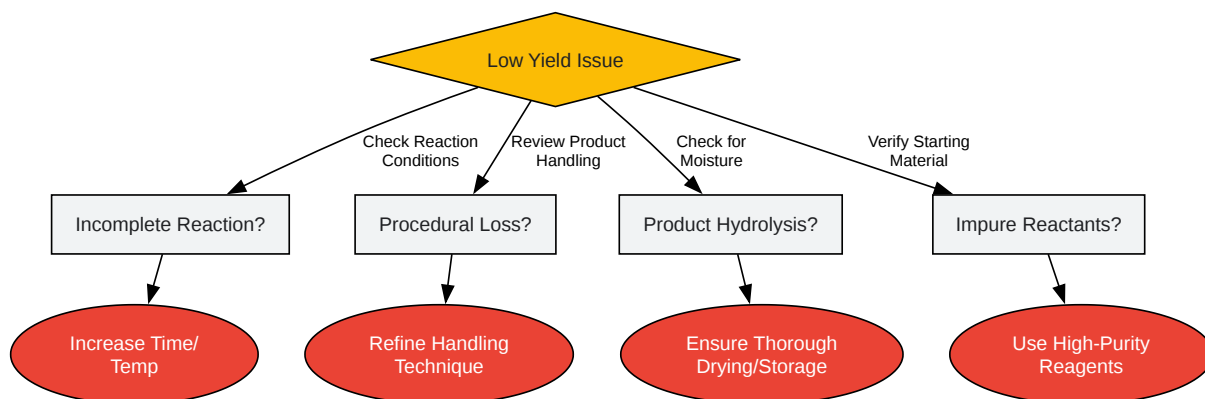 Low Yield Issue
Check Reaction
Conditions
Review Product
Handling
Check for
Moisture
Verify Starting
Material
Incomplete Reaction?
Procedural Loss?
Product Hydrolysis?
Impure Reactants?
Increase Time/
Temp
Refine Handling
Technique
Ensure Thorough
Drying/Storage
Use High-Purity
Reagents